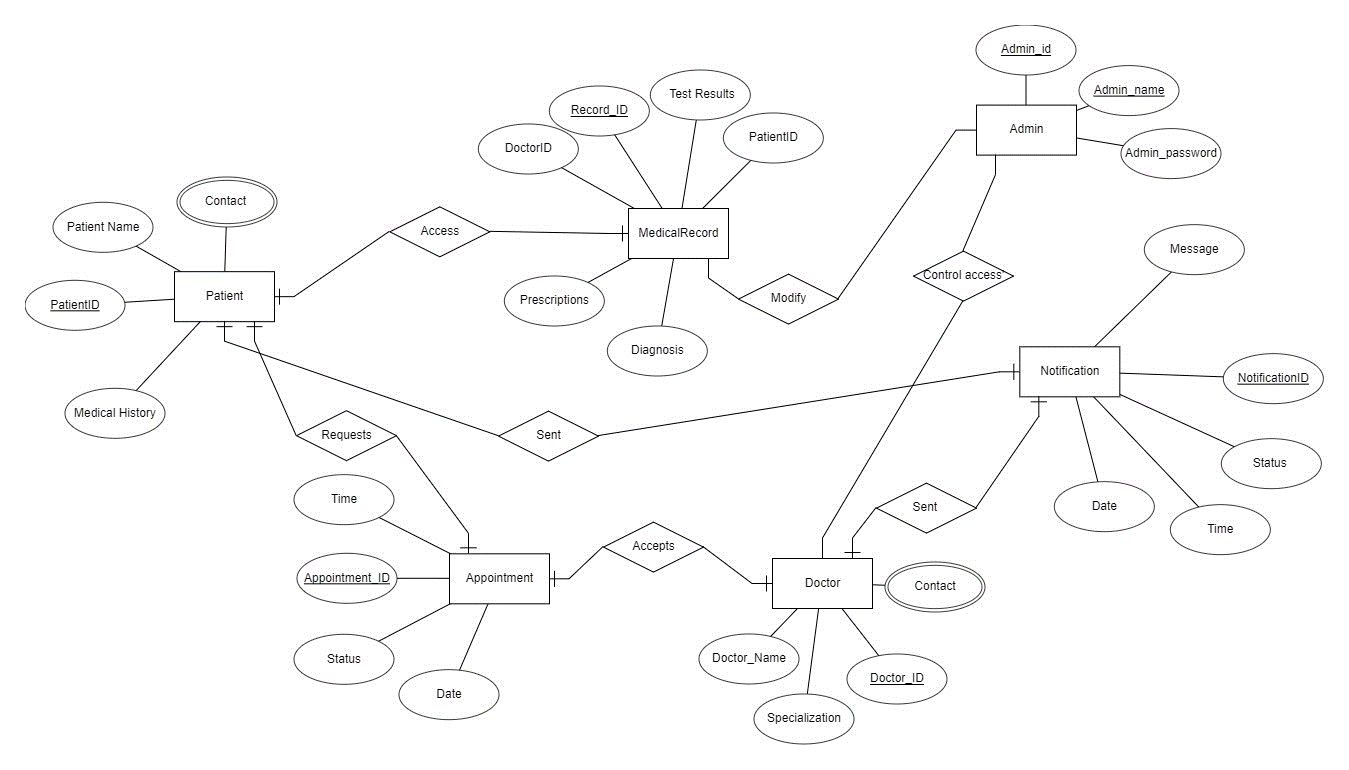 Admin_id
Admin_name
Admin
Admin_password
Test Results
Record_ID
PatientID
DoctorID
MedicalRecord
Prescriptions
Diagnosis
Contact
Patient Name
PatientID
Patient
Medical History
Access
Modify
Control access
Message
Notification
NotificationID
Status
Date
Time
Requests
Sent
Sent
Time
Appointment_ID
Appointment
Status
Date
Accepts
Doctor
Contact
Doctor_Name
Doctor_ID
Specialization